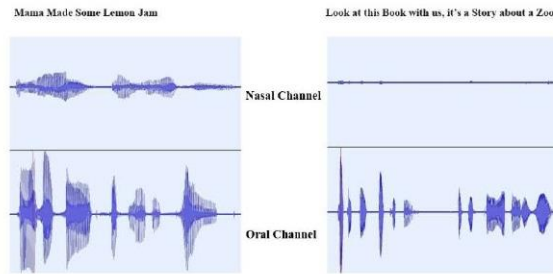 Mama Made Some Lemon Jam
Look at this Book with us, it's a Story about a Zoo
Nasal Channel
Oral Channel